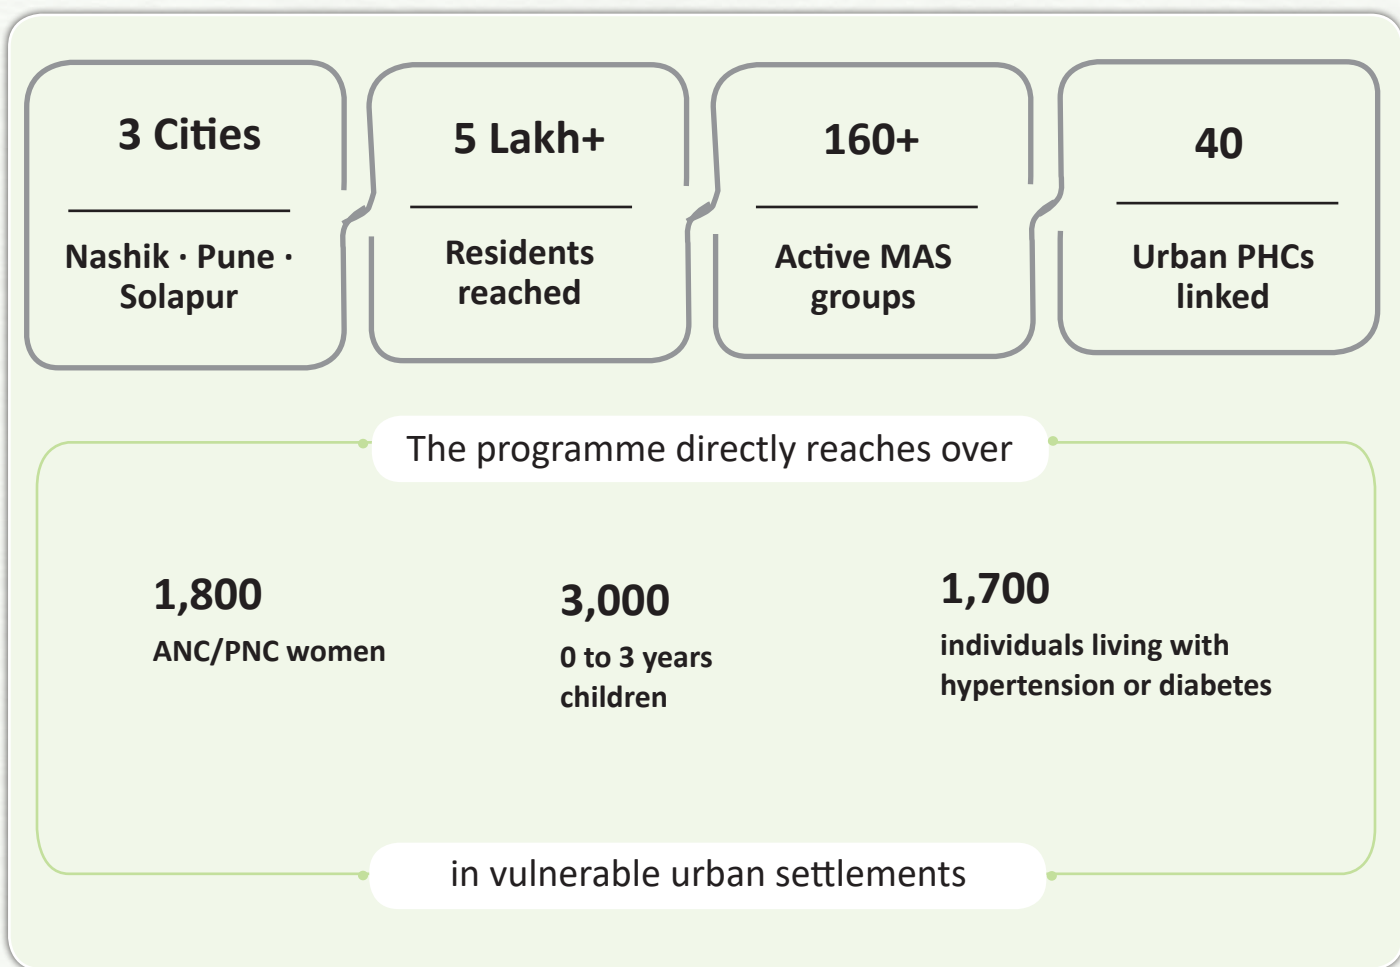 3 Cities
Nashik · Pune ·
Solapur
5 Lakh+
Residents
reached
160+
Active MAS
groups
40
Urban PHCs
linked
The programme directly reaches over
1,800
ANC/PNC women
3,000
0 to 3 years
children
1,700
individuals living with
hypertension or diabetes
in vulnerable urban settlements